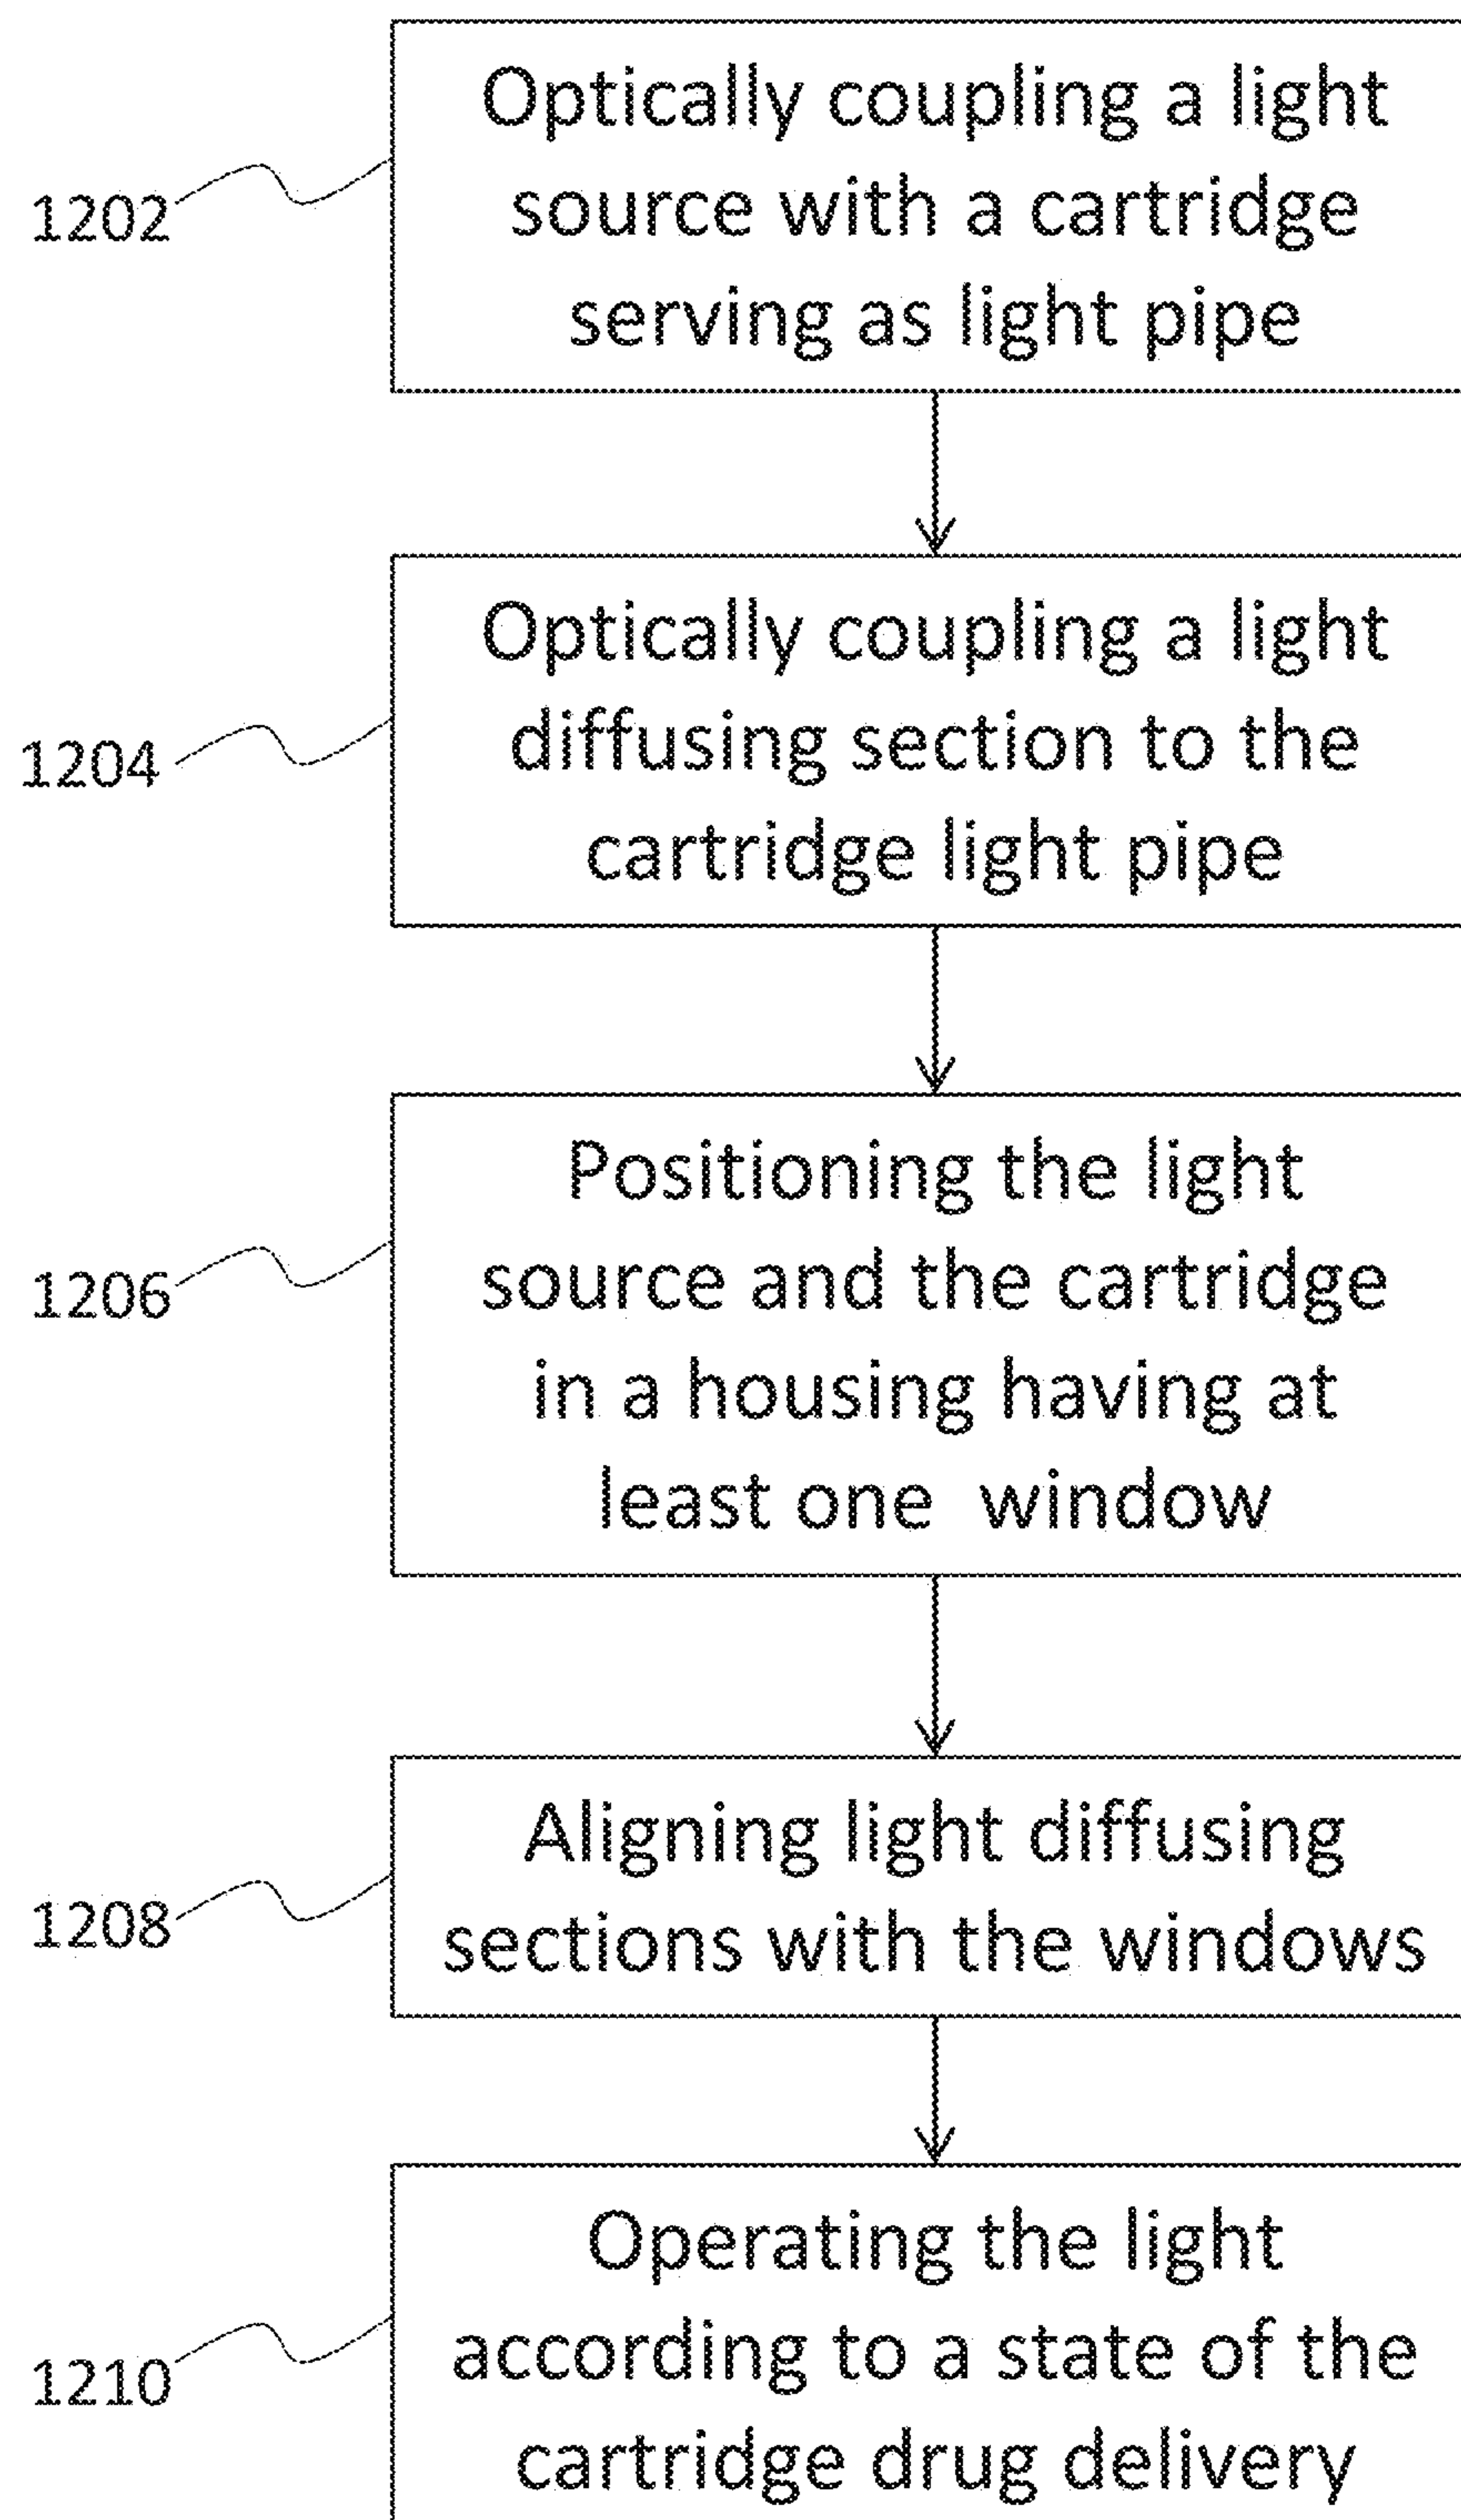 Optically coupling a light
source with a cartridge
serving as light pipe
1202
Optically coupling a light
diffusing section to the
cartridge light pipe
1204
Positioning the light
source and the cartridge
in a housing having at
least one window
1206
Aligning light diffusing
sections with the windows
1208
Operating the light
according to a state of the
cartridge drug delivery
1210